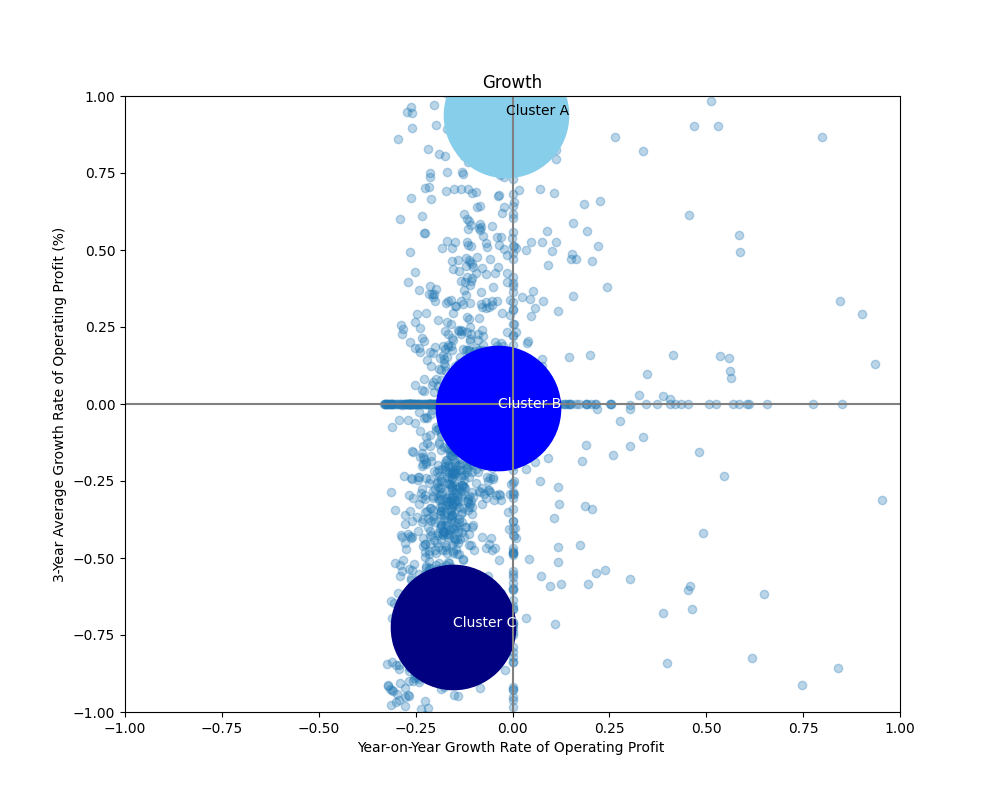 Growth
1.00
0.75
0.50
0.25
0.00
−0.25
−0.50
−0.75
−1.00
3-Year Average Growth Rate of Operating Profit (%)
Cluster A
Cluster B
Cluster C
−1.00 −0.75 −0.50 −0.25 0.00 0.25 0.50 0.75 1.00
Year-on-Year Growth Rate of Operating Profit